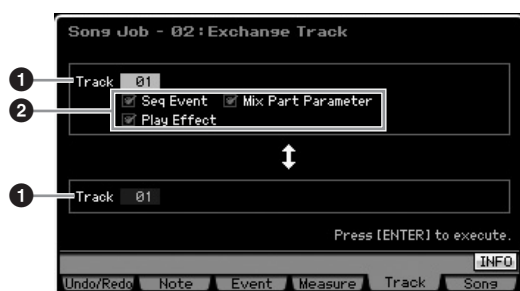 Song Job - 02:Exchange Track
1 Track 01
2 Seq Event Mix Part Parameter
Play Effect
1 Track 01
Press [ENTER] to execute.
INFO
Undo/Redo Note Event Measure Track Song